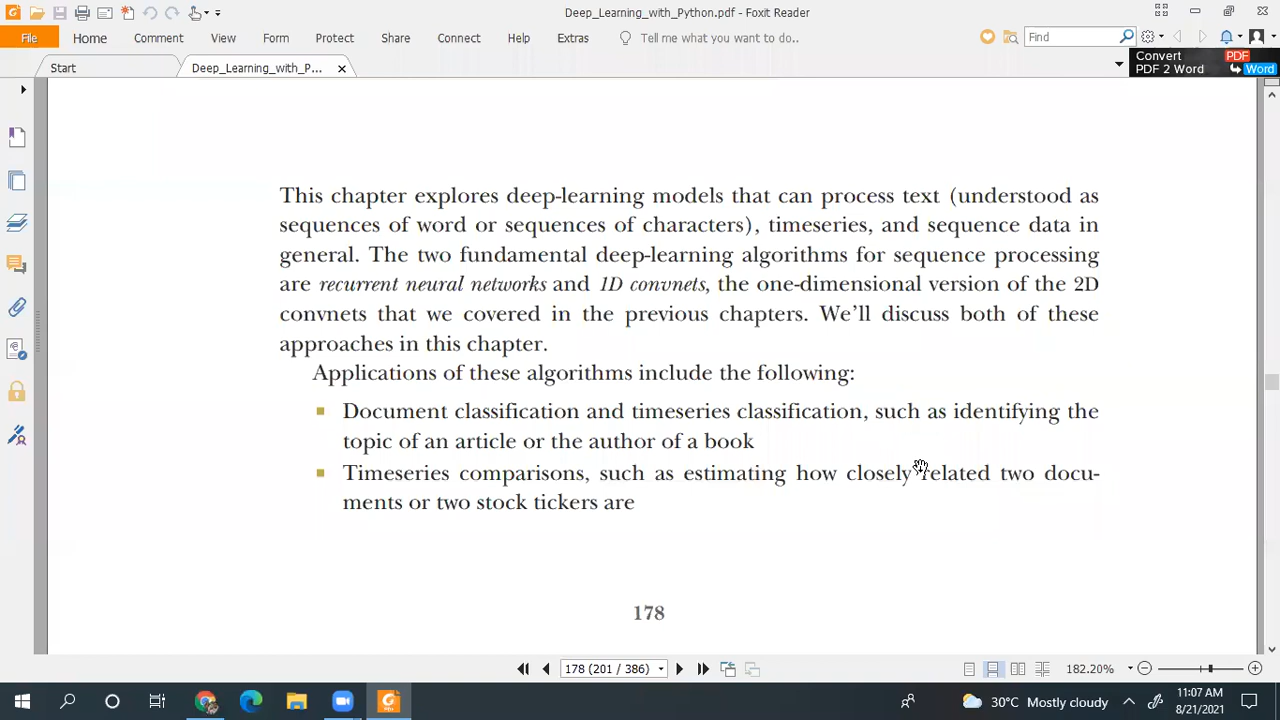 Deep_Learning_with_Python.pdf - Foxit Reader
File Home Comment View Form Protect Share Connect Help Extras Tell me what you want to do.. Find
Start Deep_Learning_with_P...
Convert PDF
PDF 2 Word Word
This chapter explores deep-learning models that can process text (understood as
sequences of word or sequences of characters), timeseries, and sequence data in
general. The two fundamental deep-learning algorithms for sequence processing
are recurrent neural networks and 1D convnets, the one-dimensional version of the 2D
convnets that we covered in the previous chapters. We'll discuss both of these
approaches in this chapter.
Applications of these algorithms include the following:
Document classification and timeseries classification, such as identifying the
topic of an article or the author of a book
Timeseries comparisons, such as estimating how closely related two docu-
ments or two stock tickers are
178
178 (201 / 386) 182.20%
30°C Mostly cloudy 11:07 AM
8/21/2021